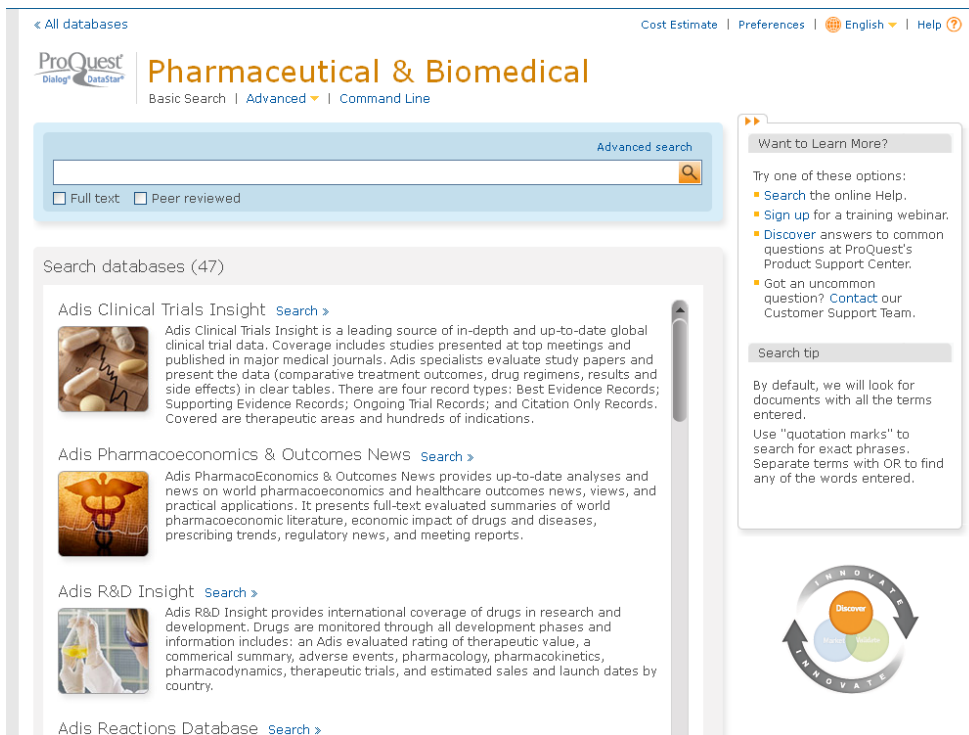 « All databases
Cost Estimate | Preferences | English | Help ?
ProQuest
Dialog® DataStar®
Pharmaceutical & Biomedical
Basic Search | Advanced | Command Line
Advanced search
Full text Peer reviewed
Search databases (47)
Adis Clinical Trials Insight Search »
Adis Clinical Trials Insight is a leading source of in-depth and up-to-date global
clinical trial data. Coverage includes studies presented at top meetings and
published in major medical journals. Adis specialists evaluate study papers and
present the data (comparative treatment outcomes, drug regimens, results and
side effects) in clear tables. There are four record types: Best Evidence Records;
Supporting Evidence Records; Ongoing Trial Records; and Citation Only Records.
Covered are therapeutic areas and hundreds of indications.
Adis Pharmacoeconomics & Outcomes News Search »
Adis PharmacoEconomics & Outcomes News provides up-to-date analyses and
news on world pharmacoeconomics and healthcare outcomes news, views, and
practical applications. It presents full-text evaluated summaries of world
pharmacoeconomic literature, economic impact of drugs and diseases,
prescribing trends, regulatory news, and meeting reports.
Adis R&D Insight Search »
Adis R&D Insight provides international coverage of drugs in research and
development. Drugs are monitored through all development phases and
information includes: an Adis evaluated rating of therapeutic value, a
commerical summary, adverse events, pharmacology, pharmacokinetics,
pharmacodynamics, therapeutic trials, and estimated sales and launch dates by
country.
Adis Reactions Database Search »
Want to Learn More?
Try one of these options:
Search the online Help.
Sign up for a training webinar.
Discover answers to common
questions at ProQuest's
Product Support Center.
Got an uncommon
question? Contact our
Customer Support Team.
Search tip
By default, we will look for
documents with all the terms
entered.
Use "quotation marks" to
search for exact phrases.
Separate terms with OR to find
any of the words entered.
INNOVATE
Discover
INNOVATE